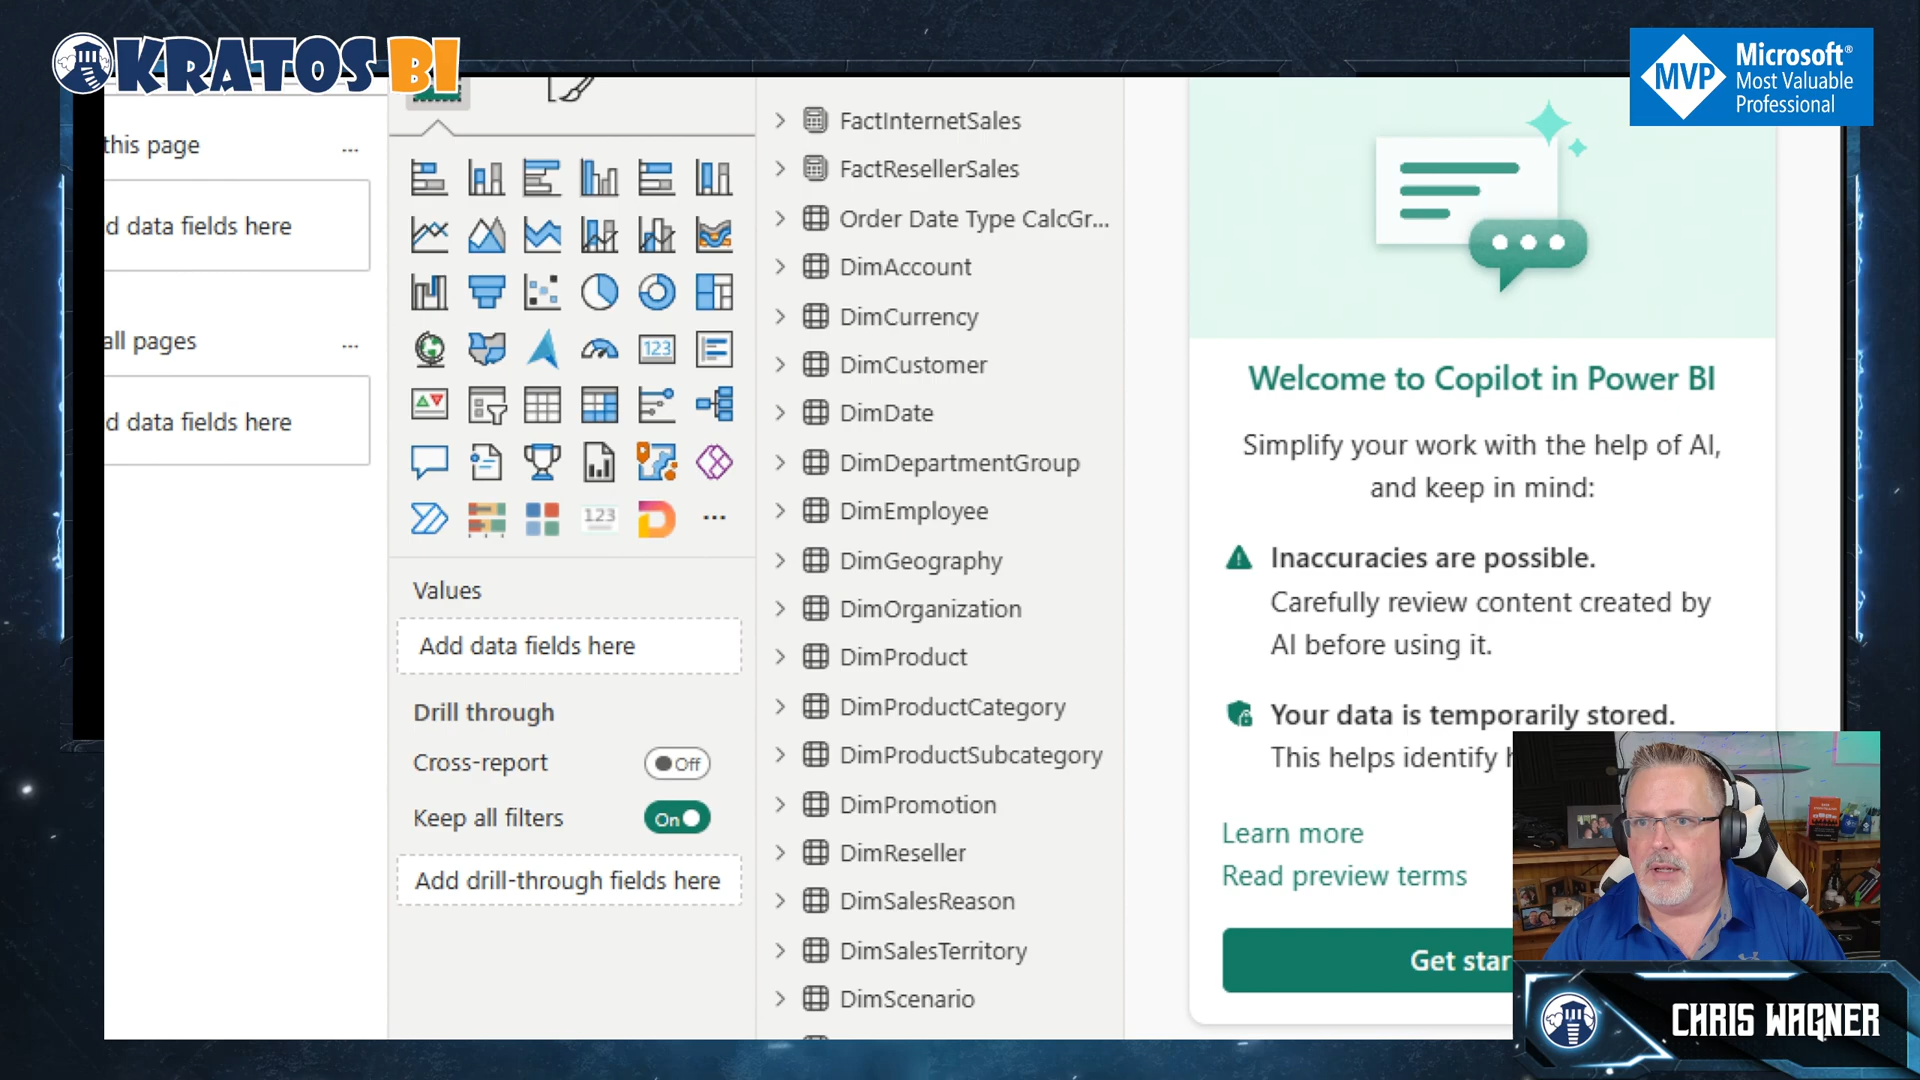 KRATOS BI
MVP
Microsoft®
Most Valuable
Professional
this page
...
d data fields here
all pages
...
d data fields here
123
123
...
Values
Add data fields here
Drill through
Cross-report
Off
Keep all filters
On
Add drill-through fields here
FactInternetSales
FactResellerSales
Order Date Type CalcGr...
DimAccount
DimCurrency
DimCustomer
DimDate
DimDepartmentGroup
DimEmployee
DimGeography
DimOrganization
DimProduct
DimProductCategory
DimProductSubcategory
DimPromotion
DimReseller
DimSalesReason
DimSalesTerritory
DimScenario
Welcome to Copilot in Power BI
Simplify your work with the help of AI,
and keep in mind:
Inaccuracies are possible.
Carefully review content created by
AI before using it.
Your data is temporarily stored.
This helps identify
Learn more
Read preview terms
Get star
CHRIS WAGNER